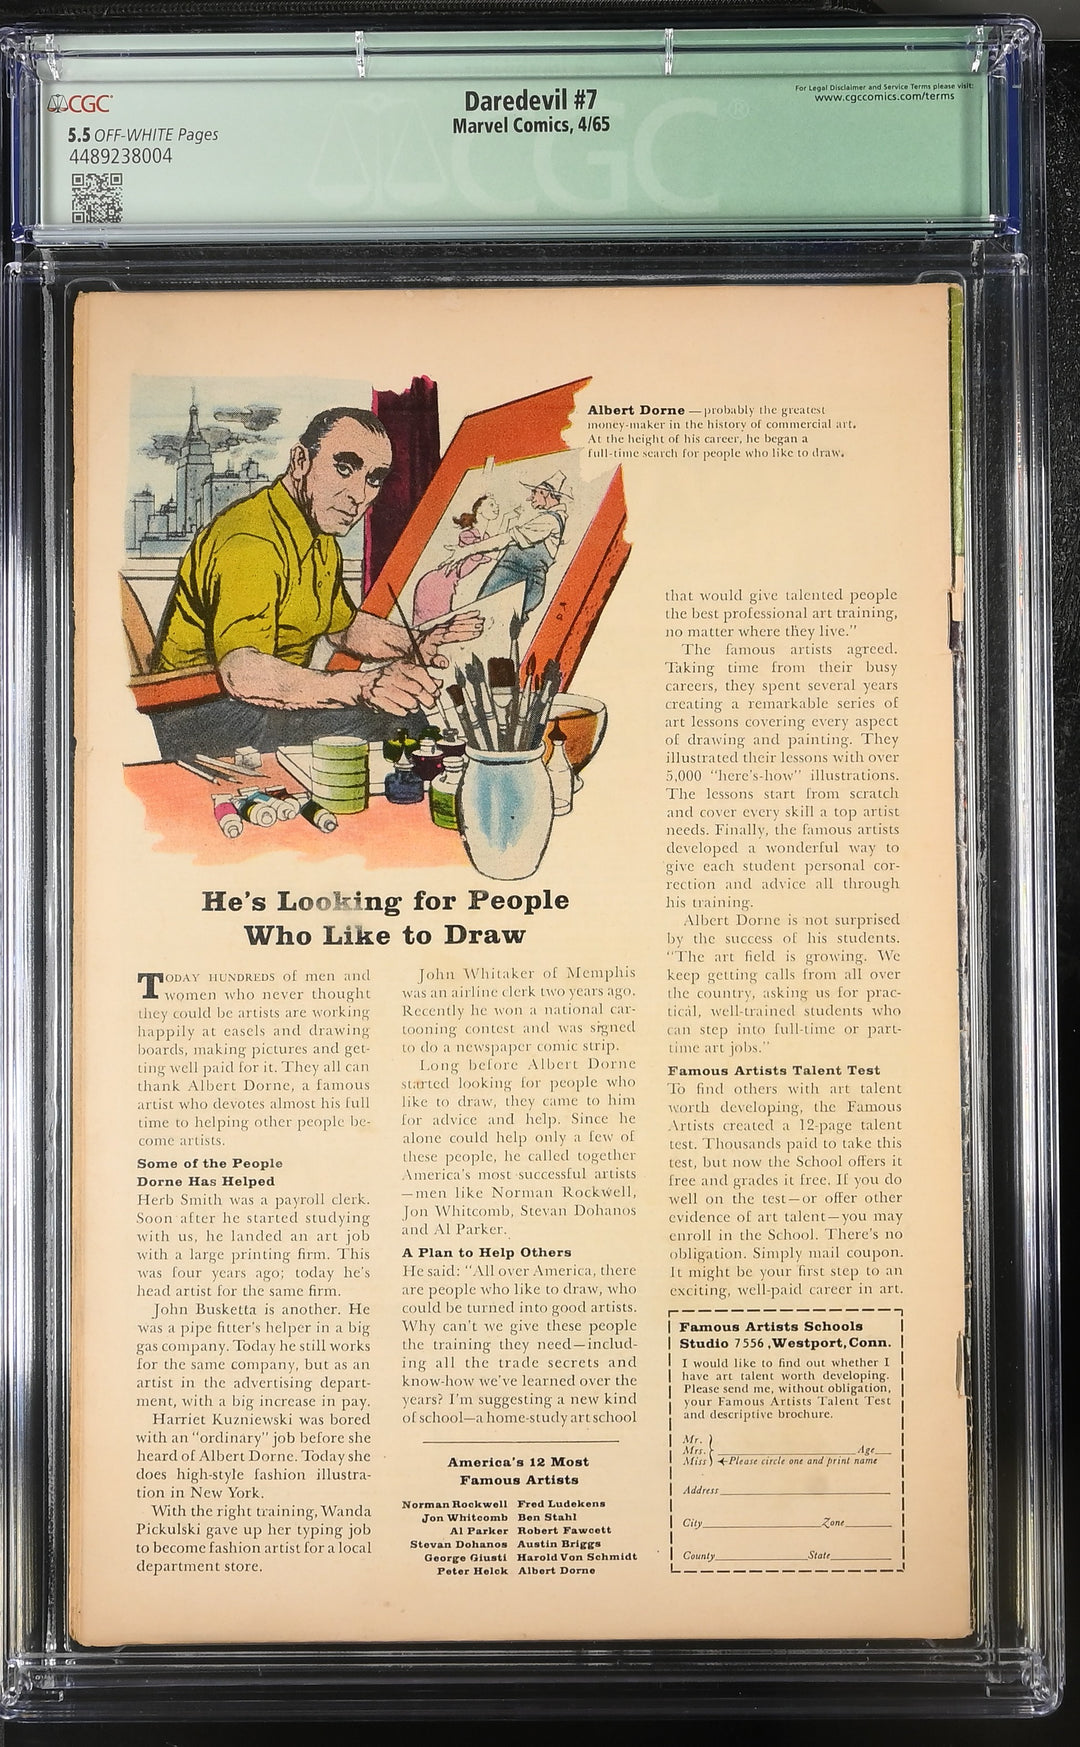 CGC
5.5 OFF-WHITE Pages
4489238004
Daredevil #7
Marvel Comics, 4/65
For Legal Disclaimer and Service Terms please visit:
www.cgccomics.com/terms
CGC®
Albert Dorne — probably the greatest
money-maker in the history of commercial art.
At the height of his career, he began a
full-time search for people who like to draw.
He's Looking for People
Who Like to Draw
TODAY HUNDREDS of men and
women who never thought
they could be artists are working
happily at easels and drawing
boards, making pictures and get-
ting well paid for it. They all can
thank Albert Dorne, a famous
artist who devotes almost his full
time to helping other people be-
come artists.
Some of the People
Dorne Has Helped
Herb Smith was a payroll clerk.
Soon after he started studying
with us, he landed an art job
with a large printing firm. This
was four years ago; today he's
head artist for the same firm.
John Busketta is another. He
was a pipe fitter's helper in a big
gas company. Today he still works
for the same company, but as an
artist in the advertising depart-
ment, with a big increase in pay.
Harriet Kuzniewski was bored
with an "ordinary" job before she
heard of Albert Dorne. Today she
does high-style fashion illustra-
tion in New York.
With the right training, Wanda
Pickulski gave up her typing job
to become fashion artist for a local
department store.
John Whitaker of Memphis
was an airline clerk two years ago.
Recently he won a national car-
tooning contest and was signed
to do a newspaper comic strip.
Long before Albert Dorne
started looking for people who
like to draw, they came to him
for advice and help. Since he
alone could help only a few of
these people, he called together
America's most successful artists
—men like Norman Rockwell,
Jon Whitcomb, Stevan Dohanos
and Al Parker.
A Plan to Help Others
He said: "All over America, there
are people who like to draw, who
could be turned into good artists.
Why can't we give these people
the training they need—includ-
ing all the trade secrets and
know-how we've learned over the
years? I'm suggesting a new kind
of school—a home-study art school
America's 12 Most
Famous Artists
Norman Rockwell Fred Ludekens
Jon Whitcomb Ben Stahl
Al Parker Robert Fawcett
Stevan Dohanos Austin Briggs
George Giusti Harold Von Schmidt
Peter Helck Albert Dorne
that would give talented people
the best professional art training,
no matter where they live."
The famous artists agreed.
Taking time from their busy
careers, they spent several years
creating a remarkable series of
art lessons covering every aspect
of drawing and painting. They
illustrated their lessons with over
5,000 "here's-how" illustrations.
The lessons start from scratch
and cover every skill a top artist
needs. Finally, the famous artists
developed a wonderful way to
give each student personal cor-
rection and advice all through
his training.
Albert Dorne is not surprised
by the success of his students.
"The art field is growing. We
keep getting calls from all over
the country, asking us for prac-
tical, well-trained students who
can step into full-time or part-
time art jobs."
Famous Artists Talent Test
To find others with art talent
worth developing, the Famous
Artists created a 12-page talent
test. Thousands paid to take this
test, but now the School offers it
free and grades it free. If you do
well on the test—or offer other
evidence of art talent—you may
enroll in the School. There's no
obligation. Simply mail coupon.
It might be your first step to an
exciting, well-paid career in art.
Famous Artists Schools
Studio 7556, Westport, Conn.
I would like to find out whether I
have art talent worth developing.
Please send me, without obligation,
your Famous Artists Talent Test
and descriptive brochure.
Mr.
Mrs. Age
Miss Please circle one and print name
Address
City Zone
County State